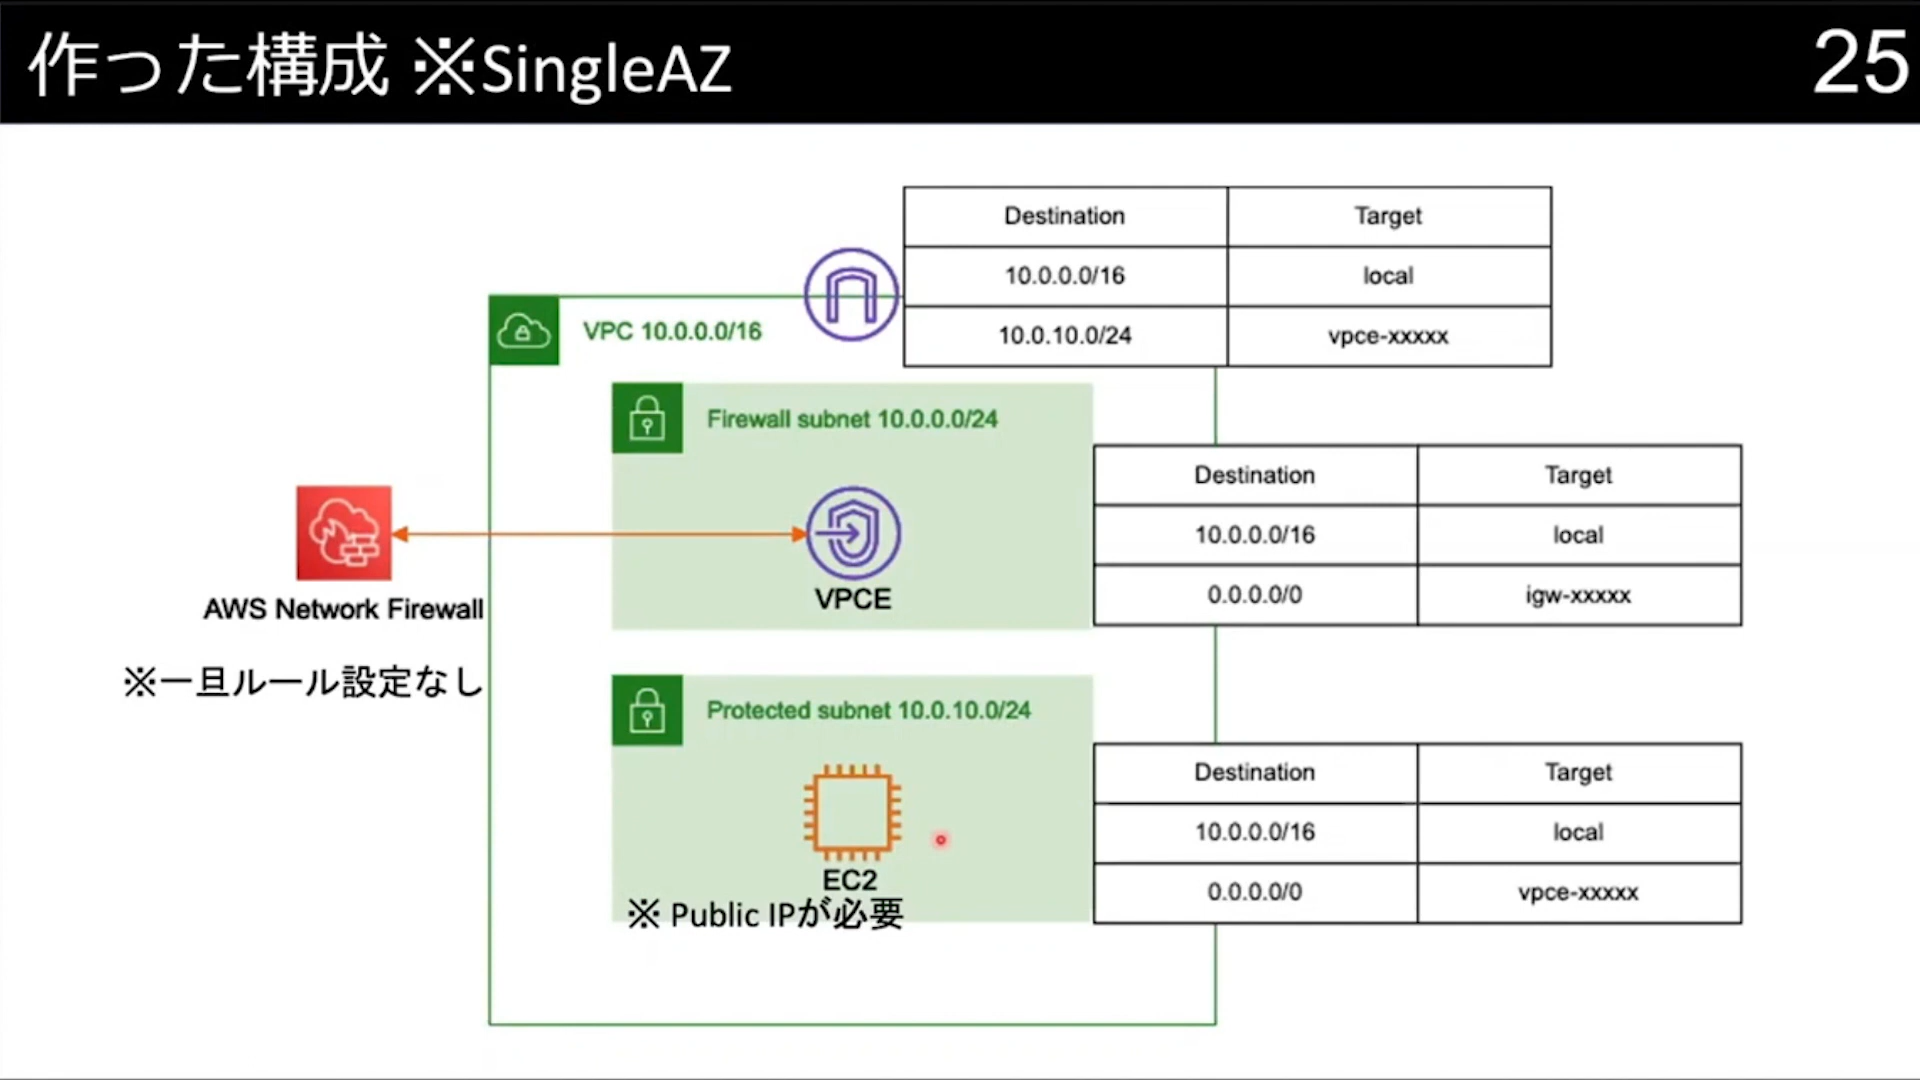 作った構成 ※SingleAZ
25
Destination Target
10.0.0.0/16 local
10.0.10.0/24 vpce-xxxxx
VPC 10.0.0.0/16
Firewall subnet 10.0.0.0/24
VPCE
Destination Target
10.0.0.0/16 local
0.0.0.0/0 igw-xxxxx
AWS Network Firewall
※一旦ルール設定なし
Protected subnet 10.0.10.0/24
EC2
※ Public IPが必要
Destination Target
10.0.0.0/16 local
0.0.0.0/0 vpce-xxxxx